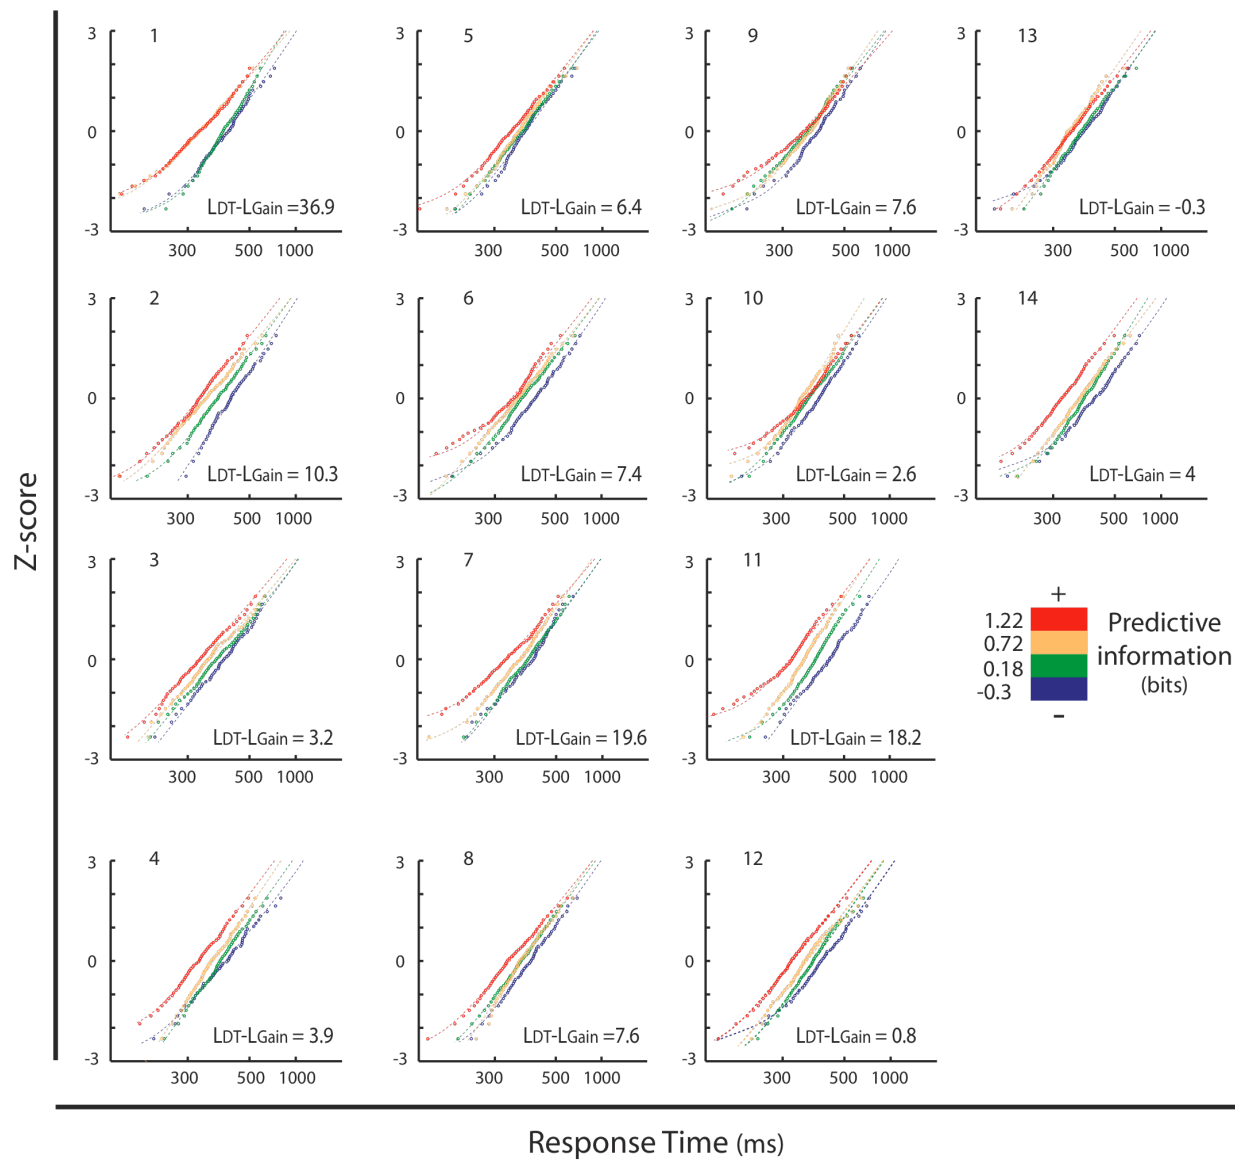 Z-score
1
3
0
-3
LDT-LGain =36.9
300 500 1000
5
3
0
-3
LDT-LGain = 6.4
300 500 1000
9
3
0
-3
LDT-LGain = 7.6
300 500 1000
13
3
0
-3
LDT-LGain = -0.3
300 500 1000
2
3
0
-3
LDT-LGain = 10.3
300 500 1000
6
3
0
-3
LDT-LGain = 7.4
300 500 1000
10
3
0
-3
LDT-LGain = 2.6
300 500 1000
14
3
0
-3
LDT-LGain = 4
300 500 1000
3
3
0
-3
LDT-LGain = 3.2
300 500 1000
7
3
0
-3
LDT-LGain = 19.6
300 500 1000
11
3
0
-3
LDT-LGain = 18.2
300 500 1000
+
1.22
0.72
0.18
-0.3
–
Predictive
information
(bits)
4
3
0
-3
LDT-LGain = 3.9
300 500 1000
8
3
0
-3
LDT-LGain =7.6
300 500 1000
12
3
0
-3
LDT-LGain = 0.8
300 500 1000
Response Time (ms)